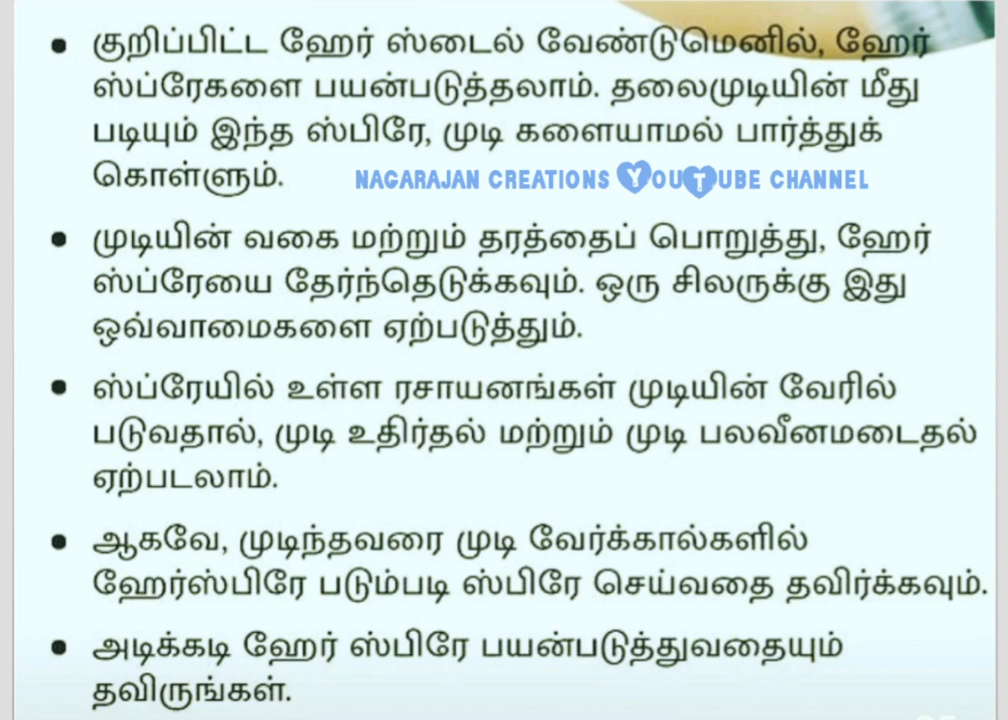 • குறிப்பிட்ட ஹேர் ஸ்டைல் வேண்டுமெனில், ஹேர்
ஸ்ப்ரேகளை பயன்படுத்தலாம். தலைமுடியின் மீது
படியும் இந்த ஸ்பிரே, முடி களையாமல் பார்த்துக்
கொள்ளும்.
NAGARAJAN CREATIONS YOUTUBE CHANNEL
• முடியின் வகை மற்றும் தரத்தைப் பொறுத்து, ஹேர்
ஸ்ப்ரேயை தேர்ந்தெடுக்கவும். ஒரு சிலருக்கு இது
ஒவ்வாமைகளை ஏற்படுத்தும்.
• ஸ்ப்ரேயில் உள்ள ரசாயனங்கள் முடியின் வேரில்
படுவதால், முடி உதிர்தல் மற்றும் முடி பலவீனமடைதல்
ஏற்படலாம்.
• ஆகவே, முடிந்தவரை முடி வேர்க்கால்களில்
ஹேர்ஸ்பிரே படும்படி ஸ்பிரே செய்வதை தவிர்க்கவும்.
• அடிக்கடி ஹேர் ஸ்பிரே பயன்படுத்துவதையும்
தவிருங்கள்.